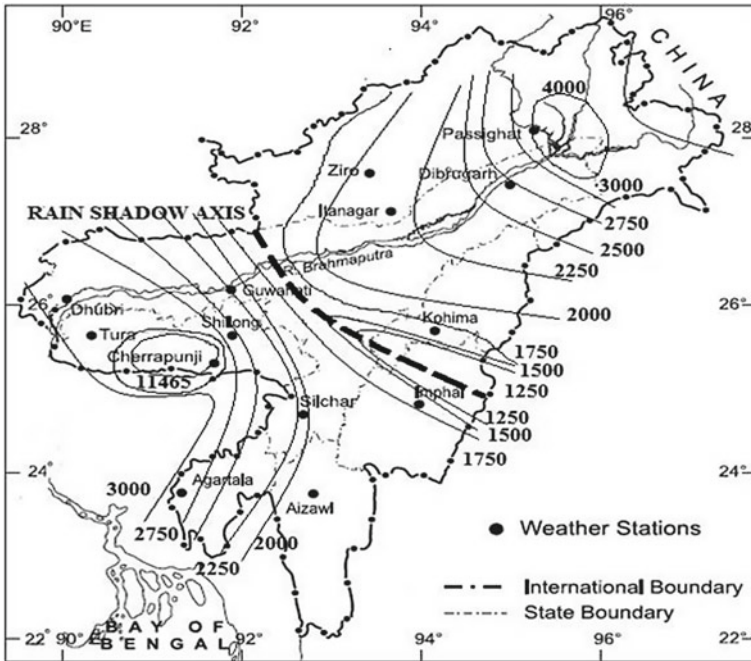 90 °E
92
94
96°
CHINA
4000
28°
Passighat
28°
Ziro
Dibrugarh
3000
Itanagar
2750
RAIN SHADOW AXIS
2500
R. Brahmaputra
2250
26°
Guwahati
26°
Dhubri
Kohima
2000
Tura
Shillong
1750
Cherrapunji
1500
11465
1250
Imphal
Silchar
1250
1500
1750
24°
3000
Agartala
24°
Aizawl
2750
2000
Weather Stations
2250
International Boundary
State Boundary
22°
BAY OF
BENGAL
22°
90
92
94
96